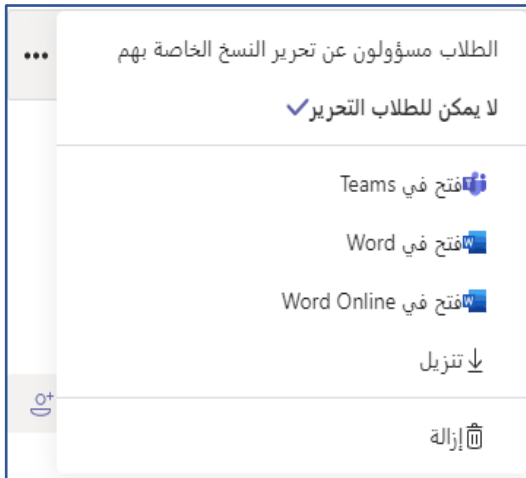 الطلاب مسؤولون عن تحرير النسخ الخاصة بهم
لا يمكن للطلاب التحرير
فتح في Teams
فتح في Word
فتح في Word Online
تنزيل
إزالة